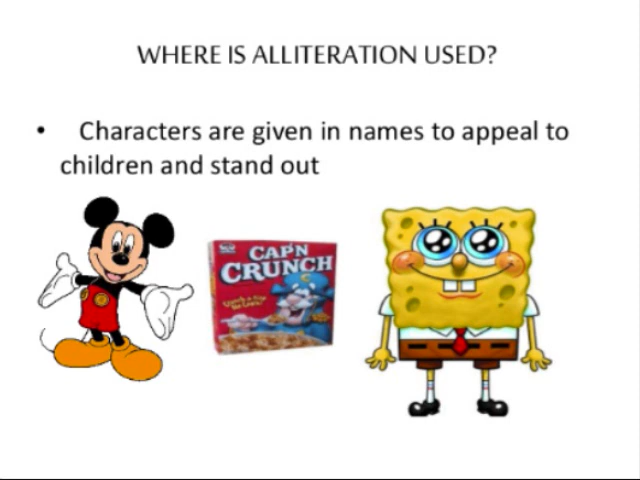 WHERE IS ALLITERATION USED?
• Characters are given in names to appeal to
children and stand out
CAP'N
CRUNCH